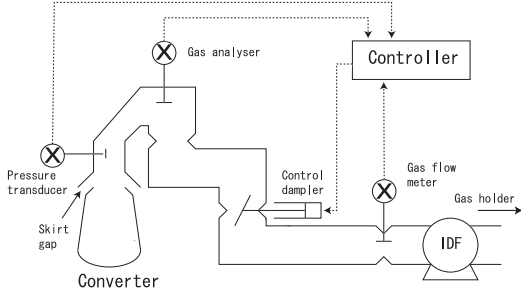 Gas analyser
Controller
Pressure
transducer
Skirt
gap
Control
dampler
Gas flow
meter
Gas holder
IDF
Converter